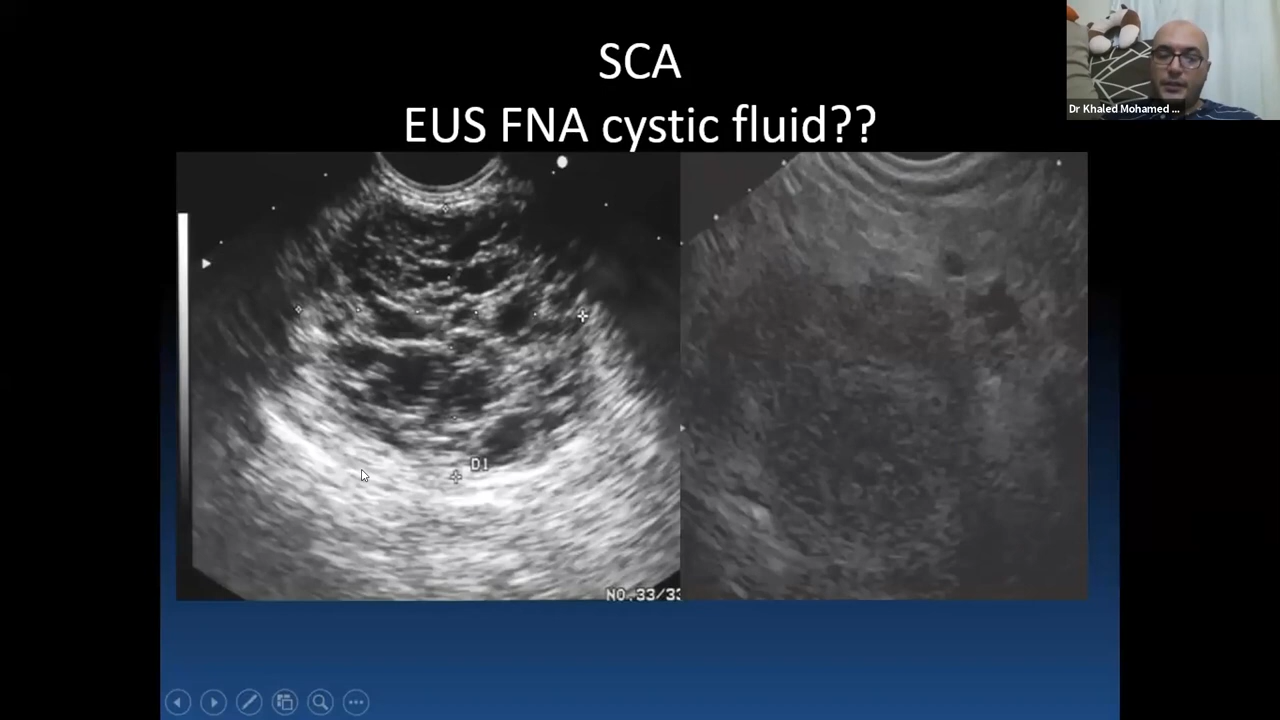 SCA
EUS FNA cystic fluid??
Dr Khaled Mohamed ...
D1
NO.33/33